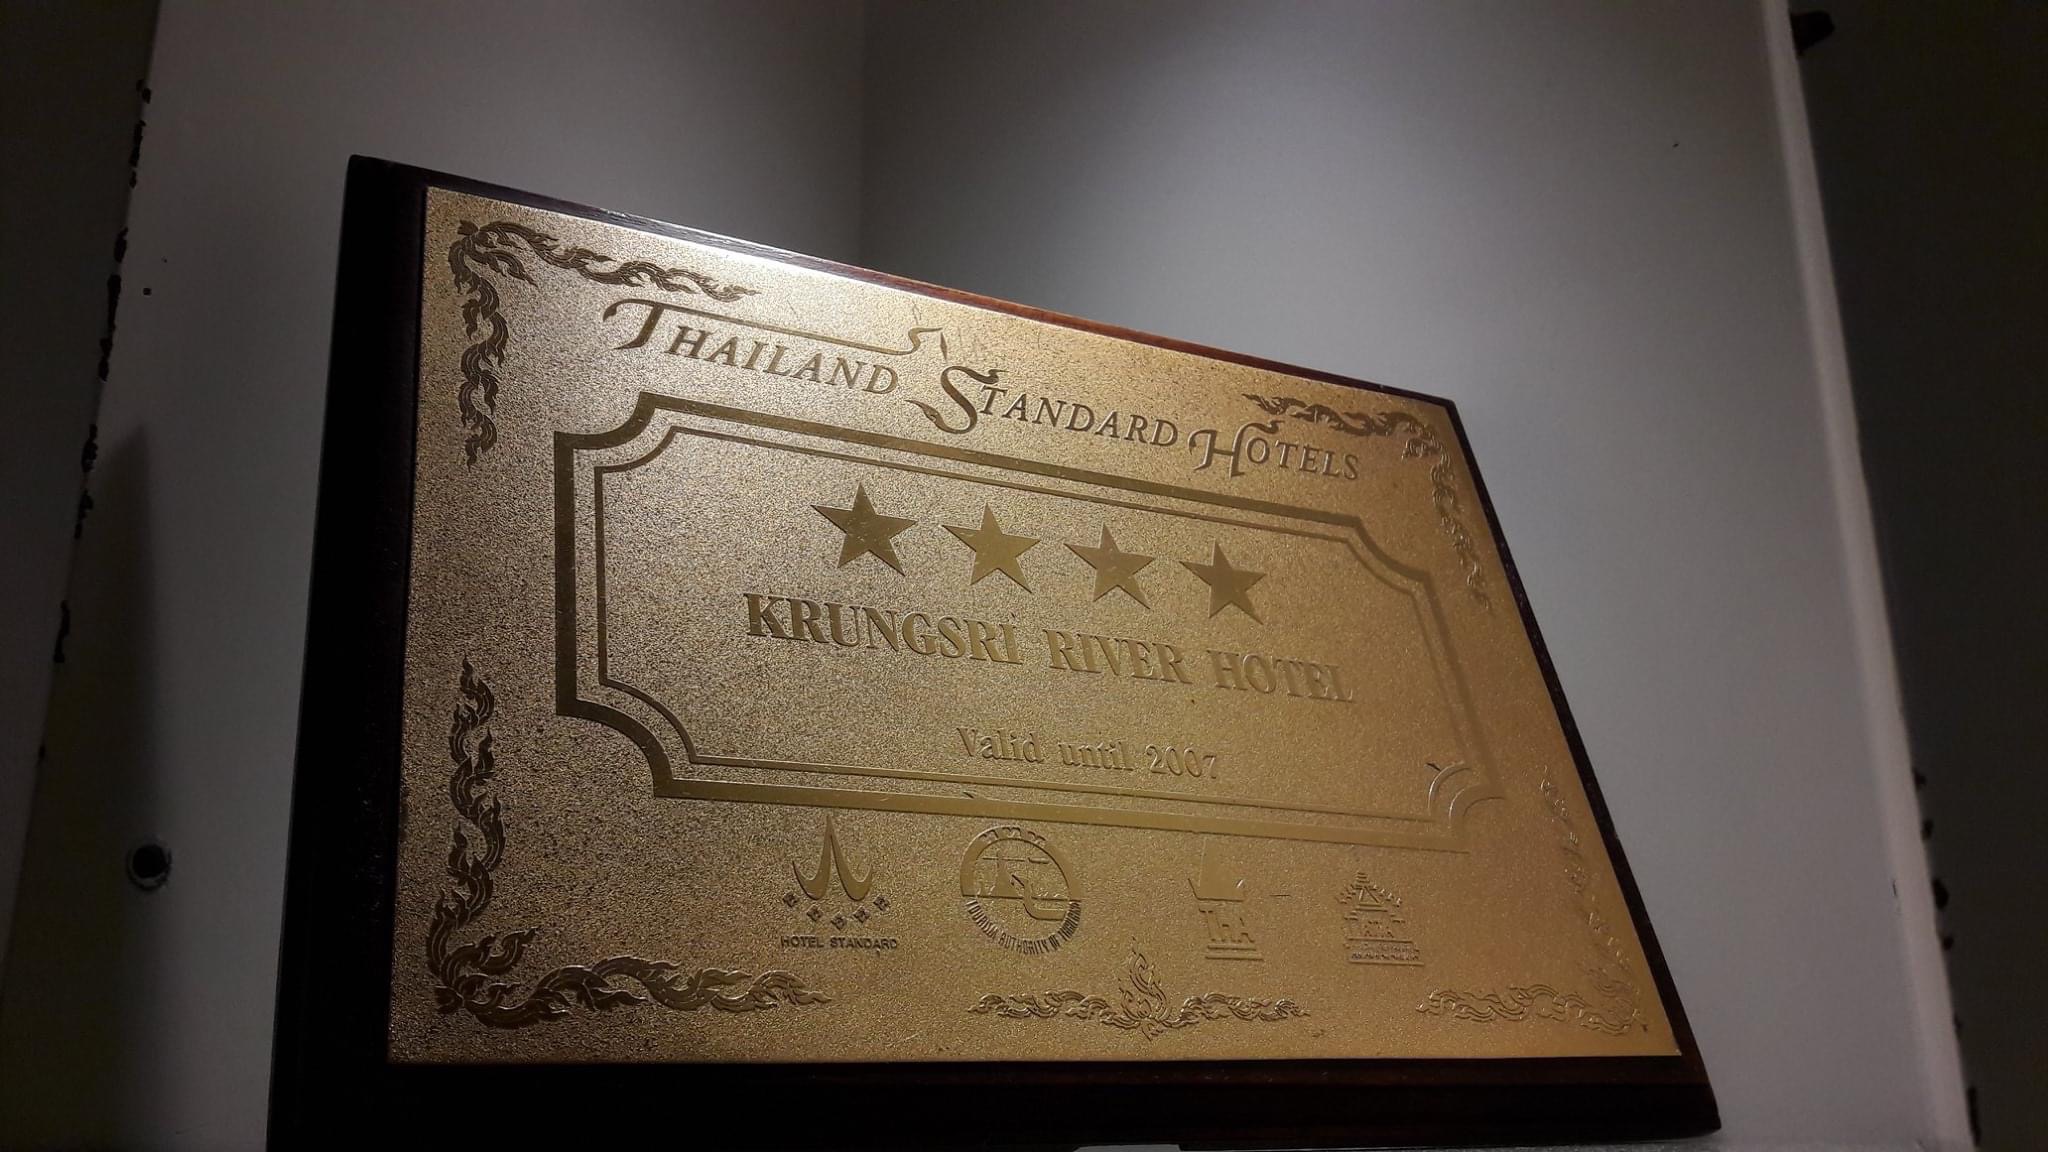 THAILAND STANDARD HOTELS
KRUNGSRI RIVER HOTEL
Valid until 2007
HOTEL STANDARD
TOURISM AUTHORITY OF THAILAND
THA